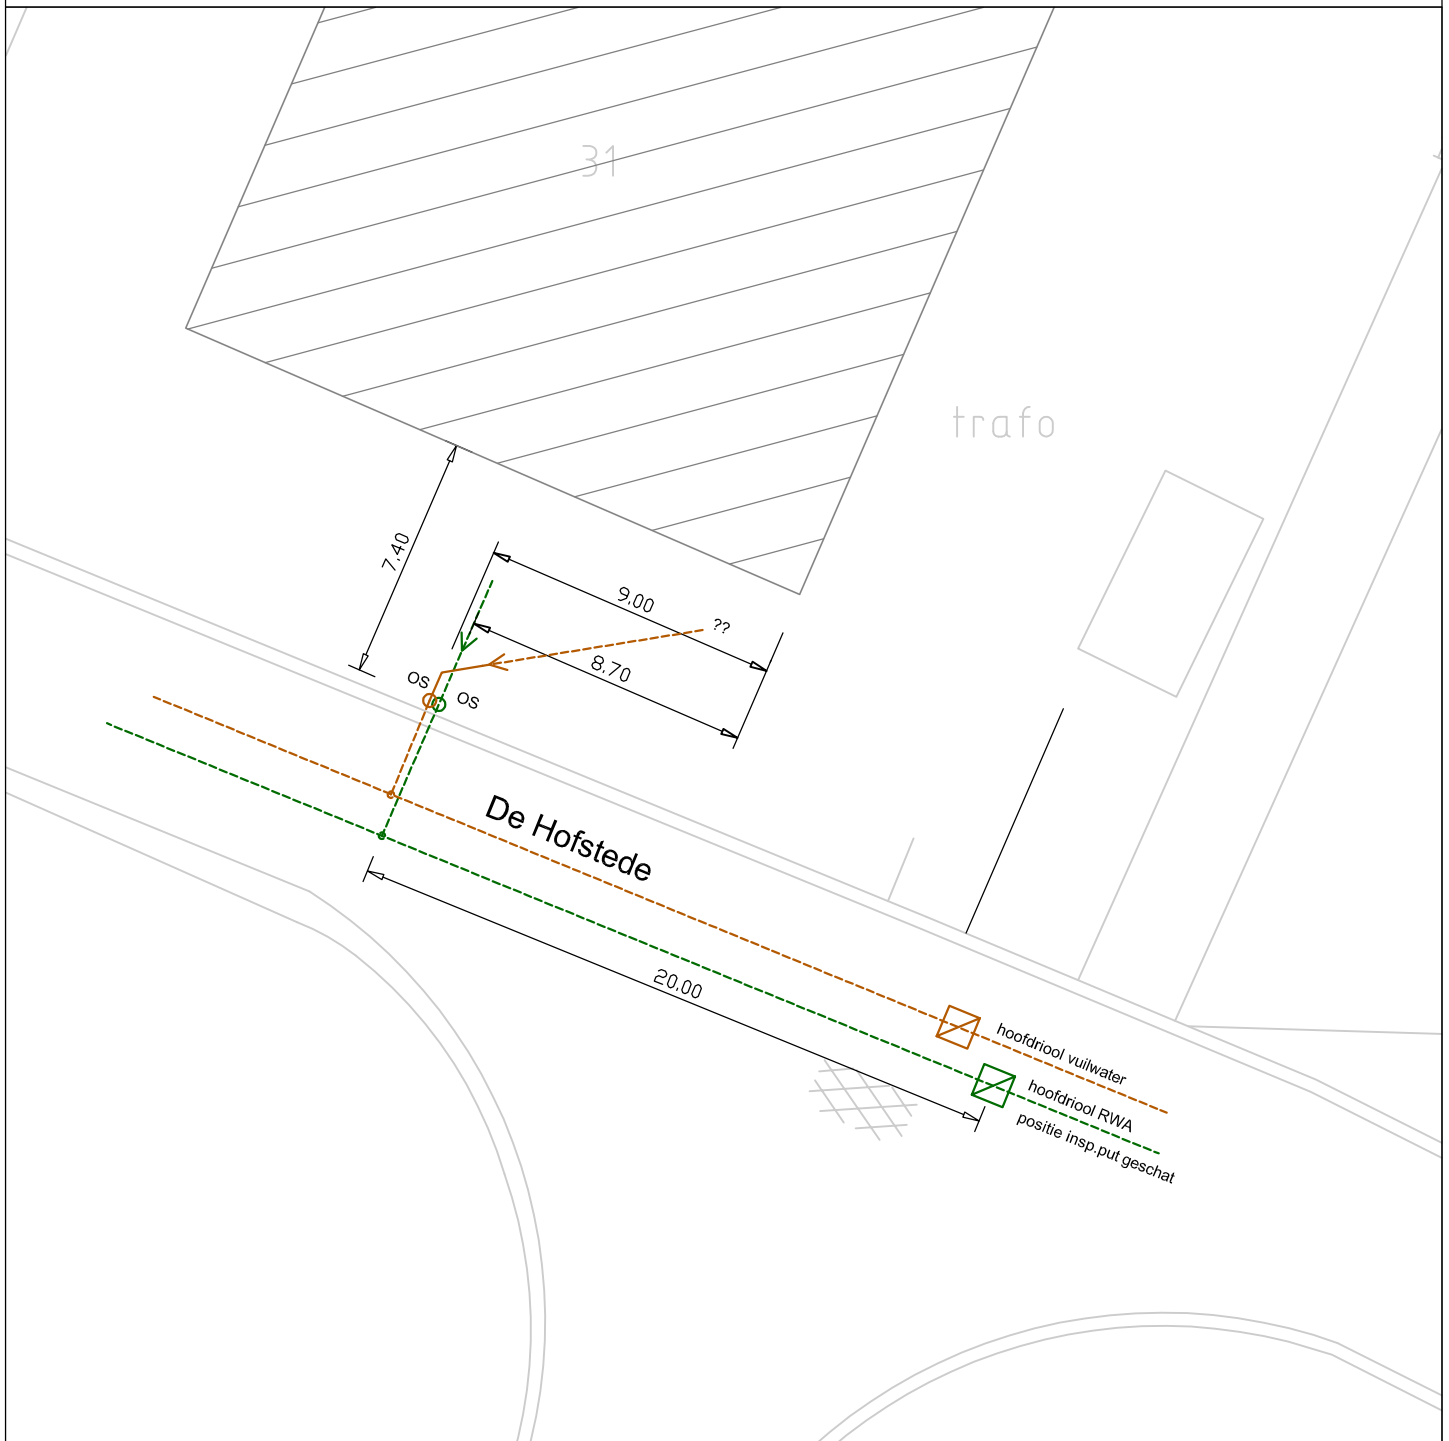 31
trafo
7.40
9.00
??
8.70
OS
OS
De Hofstede
20.00
hoofdriool vuilwater
hoofdriool RWA
positie insp.put geschat